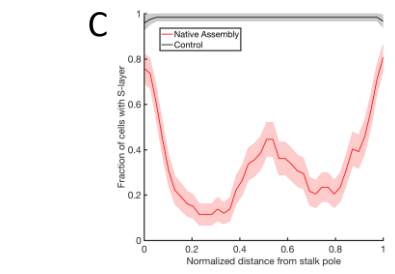 C
Native Assembly
Control
Fraction of cells with S-layer
1
0.8
0.6
0.4
0.2
0
0
0.2
0.4
0.6
0.8
1
Normalized distance from stalk pole